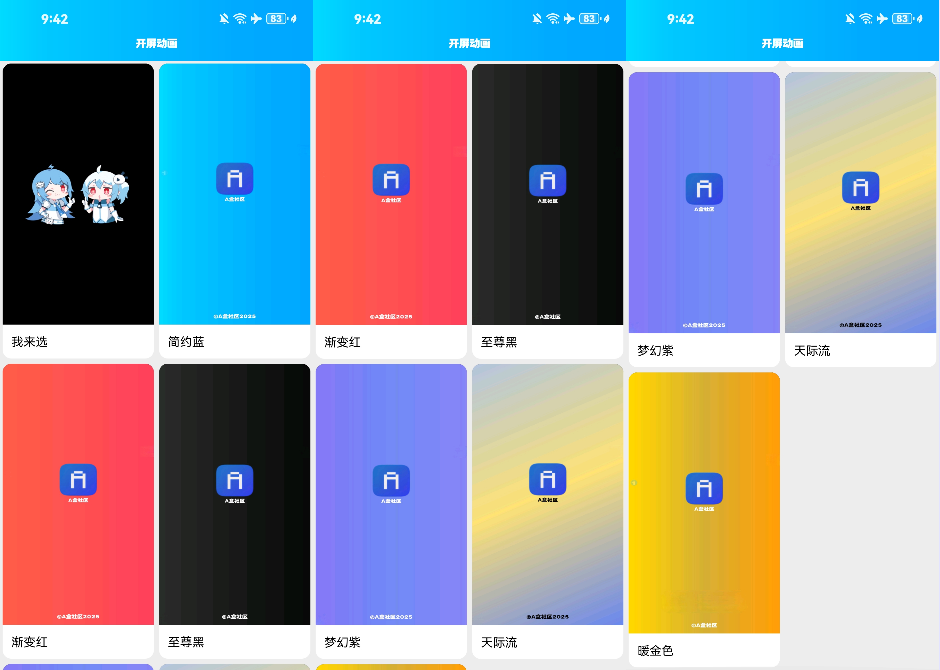 9:42
83
开屏动画
我来选
A盒社区
©A盒社区2025
简约蓝
A盒社区
©A盒社区2025
渐变红
A盒社区
©A盒社区
至尊黑
9:42
83
开屏动画
A盒社区
©A盒社区2025
渐变红
A盒社区
©A盒社区
至尊黑
A盒社区
©A盒社区2025
梦幻紫
A盒社区
©A盒社区2025
天际流
9:42
83
开屏动画
A盒社区
©A盒社区2025
梦幻紫
A盒社区
©A盒社区2025
天际流
A盒社区
©A盒社区
暖金色